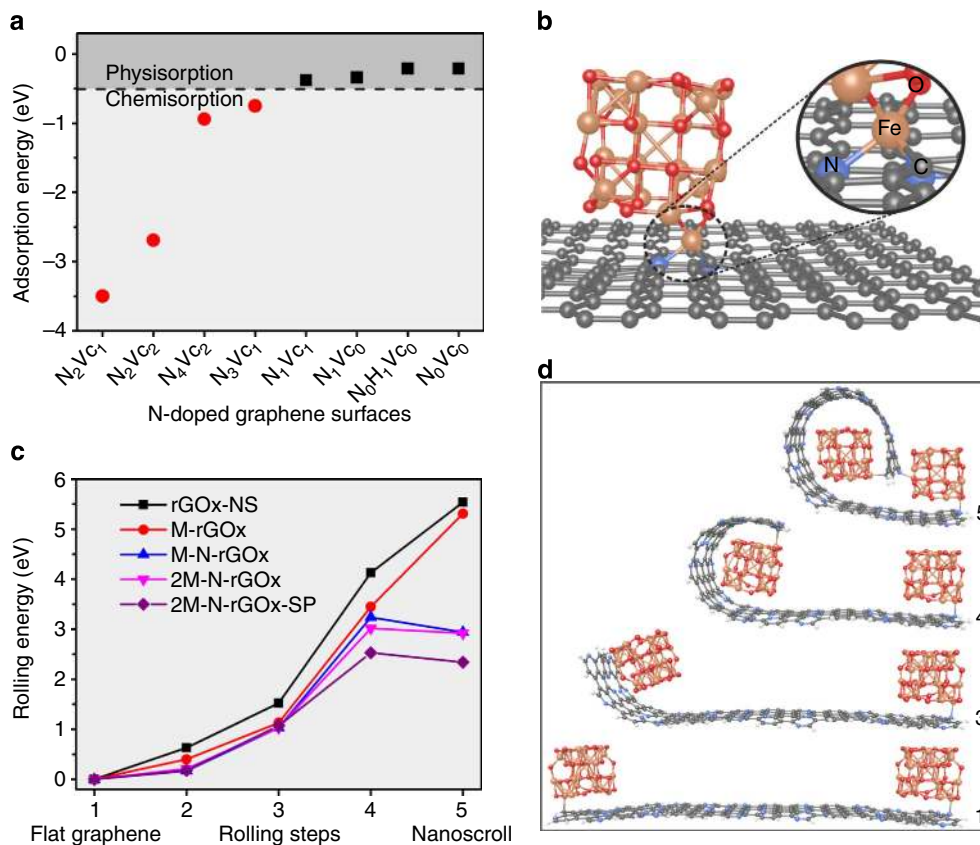 a
0
−1
−2
−3
−4
Adsorption energy (eV)
Physisorption
Chemisorption
N₂Vc₁
N₂Vc₂
N₄Vc₂
N₃Vc₁
N₁Vc₁
N₁Vc₀
N₀H₁Vc₀
N₀Vc₀
N-doped graphene surfaces
b
O
Fe
N
C
c
6
5
4
3
2
1
0
Rolling energy (eV)
rGOx-NS
M-rGOx
M-N-rGOx
2M-N-rGOx
2M-N-rGOx-SP
1 2 3 4 5
Flat graphene Rolling steps Nanoscroll
d
5
4
3
1